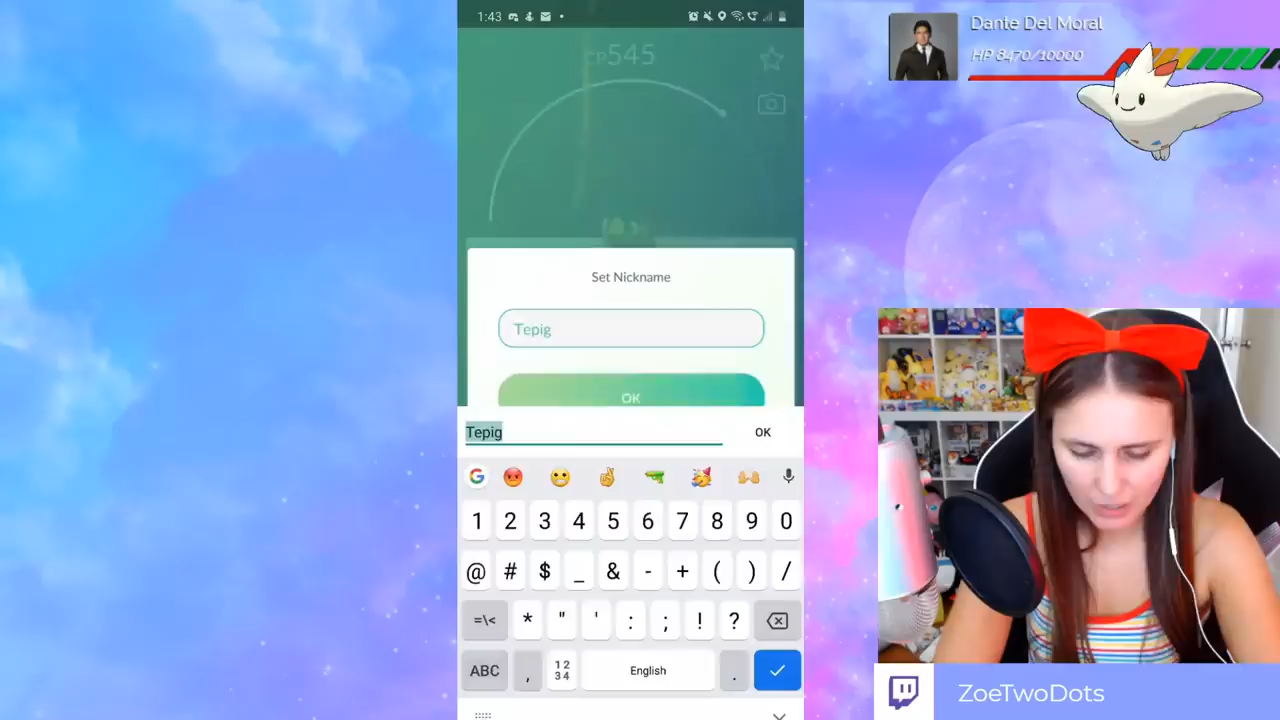 1:43
CP545
Set Nickname
Tepig
OK
Tepig
OK
G
1 2 3 4 5 6 7 8 9 0
@ # $ _ & - + ( ) /
=\< * " ' : ; ! ?
ABC , 12 34 English .
Dante Del Moral
HP 8470/10000
ZoeTwoDots